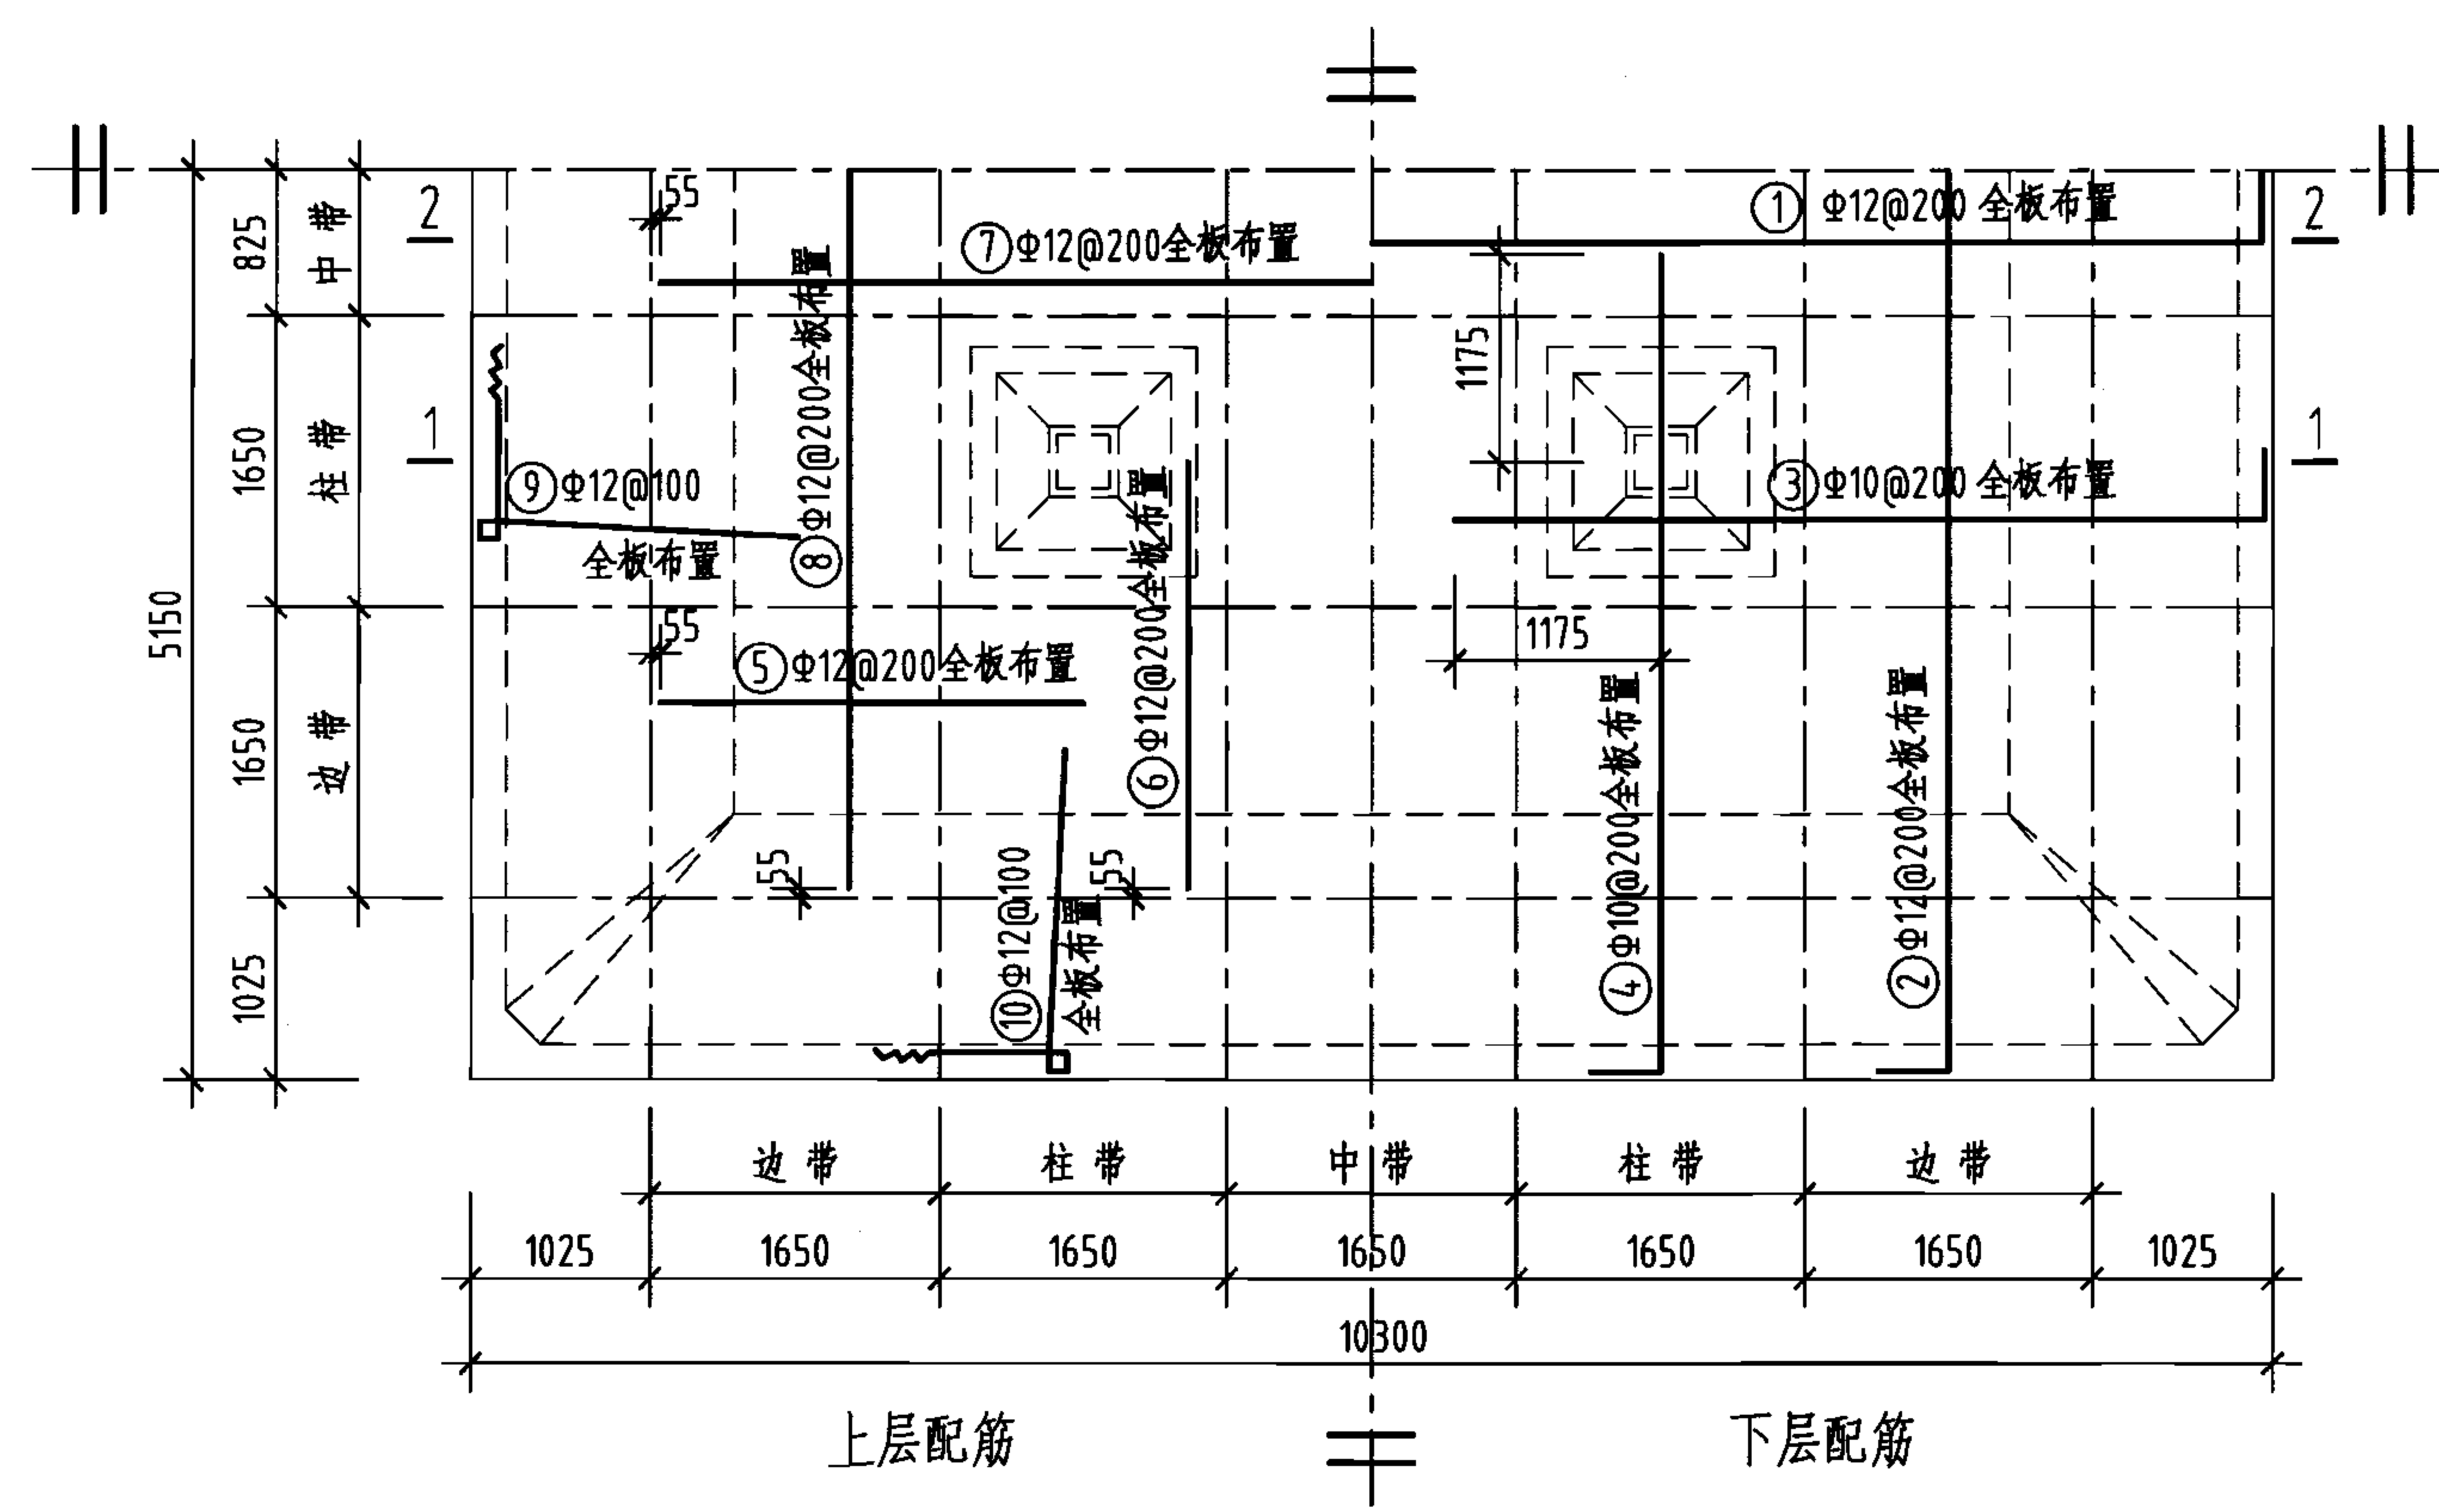 55
2
① Φ12@200 全板布置
2
825
中带
⑦Φ12@200全板布置
⑧Φ12@200全板布置
1175
1650
柱带
1
1
⑨Φ12@100
全板布置
③Φ10@200 全板布置
⑥Φ12@200全板布置
5150
55
⑤Φ12@200全板布置
1175
1650
边带
④Φ10@200全板布置
②Φ12@200全板布置
55
55
⑩Φ12@100
全板布置
1025
边带 柱带 中带 柱带 边带
1025 1650 1650 1650 1650 1650 1025
10300
上层配筋 下层配筋